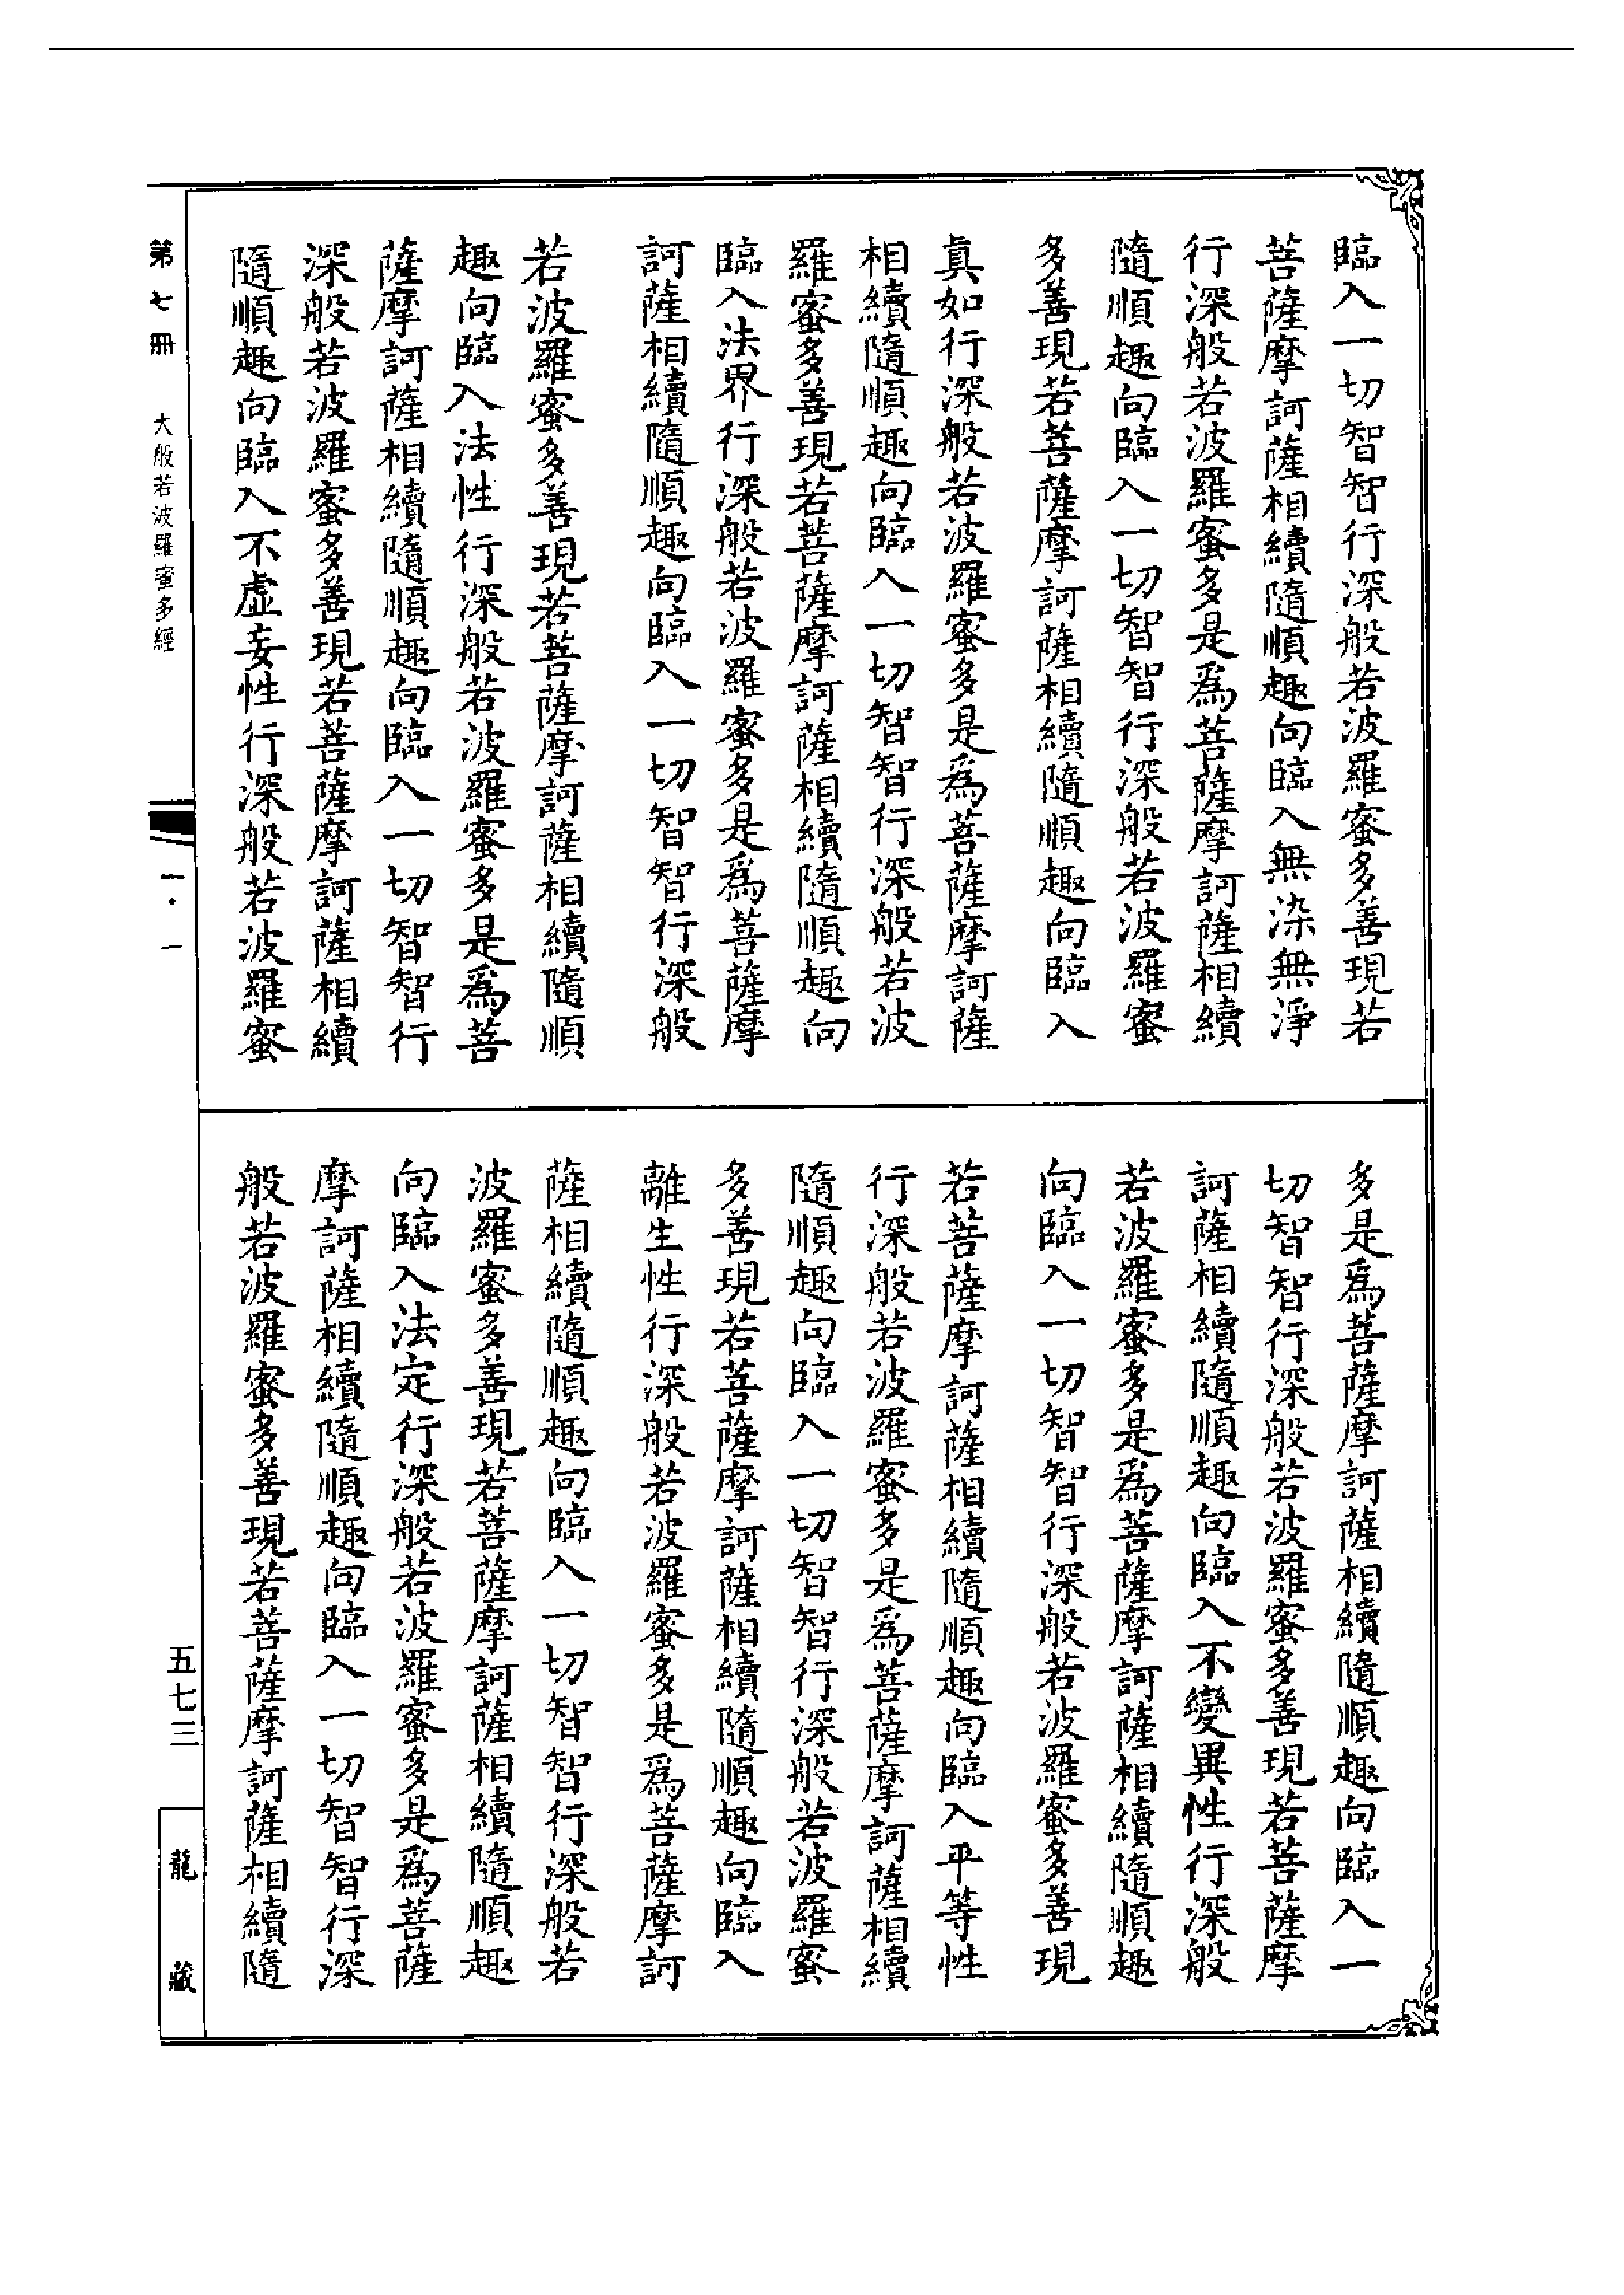 臨入一切智智行深般若波羅蜜多善現若
菩薩摩訶薩相續隨順趣向臨入無染無淨
行深般若波羅蜜多是爲菩薩摩訶薩相續
隨順趣向臨入一切智智行深般若波羅蜜
多善現若菩薩摩訶薩相續隨順趣向臨入
真如行深般若波羅蜜多是爲菩薩摩訶薩
相續隨順趣向臨入一切智智行深般若波
羅蜜多善現若菩薩摩訶薩相續隨順趣向
臨入法界行深般若波羅蜜多是爲菩薩摩
訶薩相續隨順趣向臨入一切智智行深般
若波羅蜜多善現若菩薩摩訶薩相續隨順
趣向臨入法性行深般若波羅蜜多是爲菩
薩摩訶薩相續隨順趣向臨入一切智智行
深般若波羅蜜多善現若菩薩摩訶薩相續
隨順趣向臨入不虛妄性行深般若波羅蜜
多是爲菩薩摩訶薩相續隨順趣向臨入一
切智智行深般若波羅蜜多善現若菩薩摩
訶薩相續隨順趣向臨入不變異性行深般
若波羅蜜多是爲菩薩摩訶薩相續隨順趣
向臨入一切智智行深般若波羅蜜多善現
若菩薩摩訶薩相續隨順趣向臨入平等性
行深般若波羅蜜多是爲菩薩摩訶薩相續
隨順趣向臨入一切智智行深般若波羅蜜
多善現若菩薩摩訶薩相續隨順趣向臨入
離生性行深般若波羅蜜多是爲菩薩摩訶
薩相續隨順趣向臨入一切智智行深般若
波羅蜜多善現若菩薩摩訶薩相續隨順趣
向臨入法定行深般若波羅蜜多是爲菩薩
摩訶薩相續隨順趣向臨入一切智智行深
般若波羅蜜多善現若菩薩摩訶薩相續隨
第七冊 大般若波羅蜜多經 一·一 五七三 龍藏